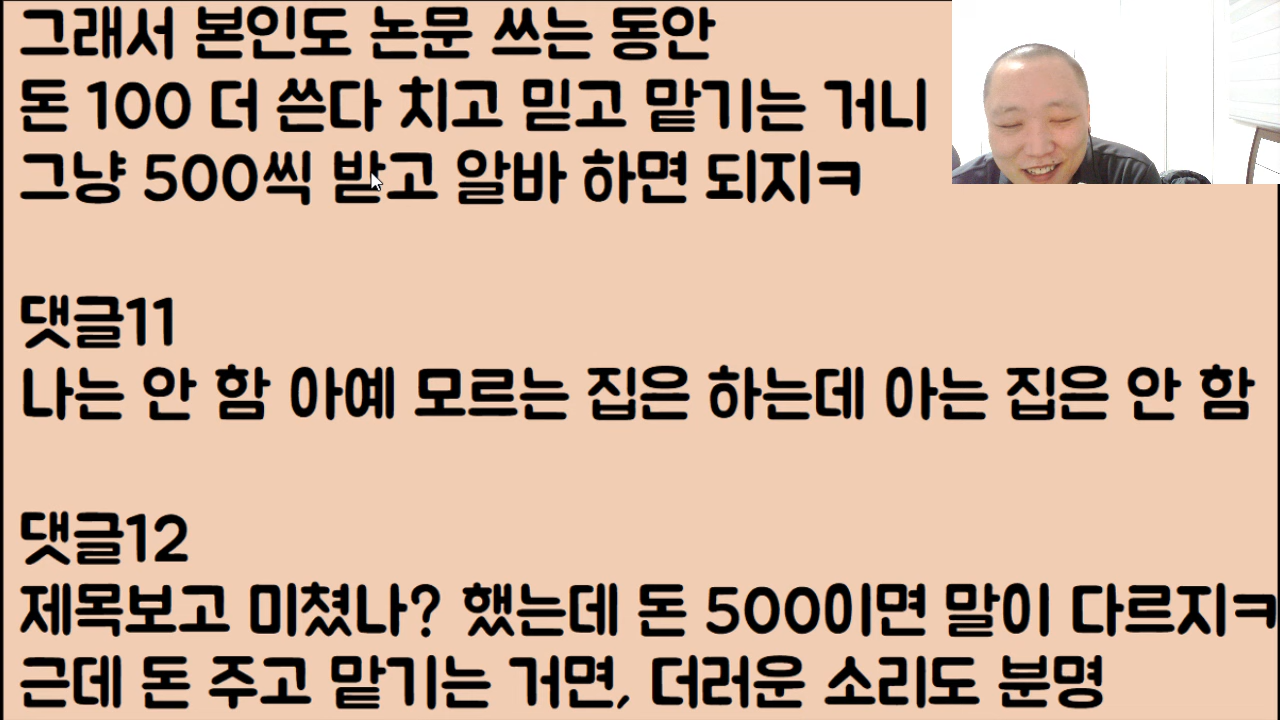 그래서 본인도 논문 쓰는 동안
돈 100 더 쓴다 치고 믿고 맡기는 거니
그냥 500씩 받고 알바 하면 되지ㅋ
댓글11
나는 안 함 아예 모르는 집은 하는데 아는 집은 안 함
댓글12
제목보고 미쳤나? 했는데 돈 500이면 말이 다르지ㅋ
근데 돈 주고 맡기는 거면, 더러운 소리도 분명